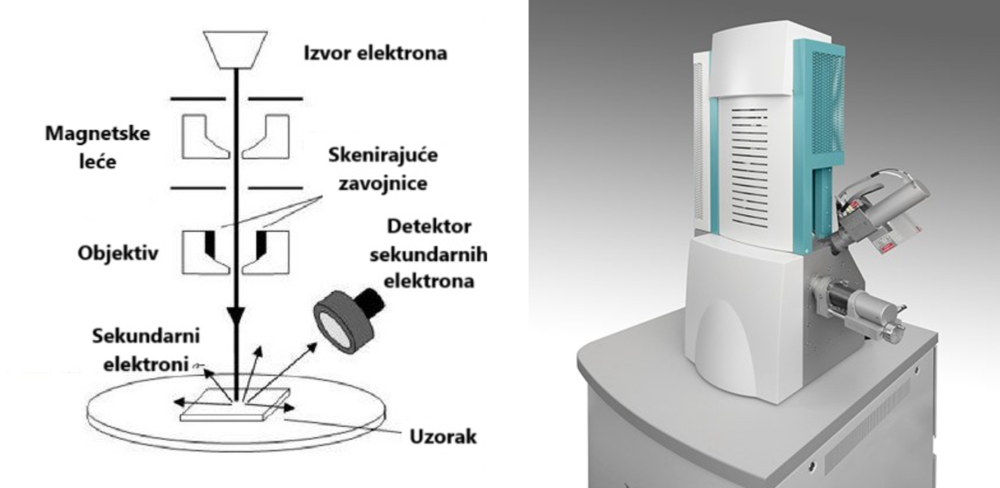 Izvor elektrona
Magnetske
leće
Skenirajuće
zavojnice
Objektiv
Detektor
sekundarnih
elektrona
Sekundarni
elektroni
Uzorak